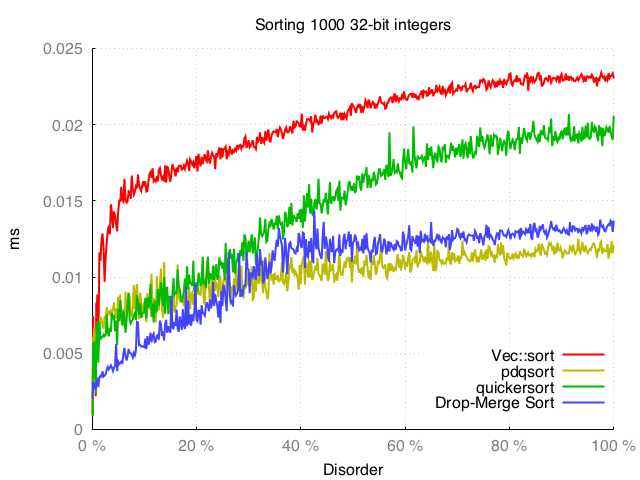 Sorting 1000 32-bit integers
0.025
0.02
0.015
0.01
0.005
0
ms
Vec::sort
pdqsort
quickersort
Drop-Merge Sort
0 %
20 %
40 %
60 %
80 %
100 %
Disorder